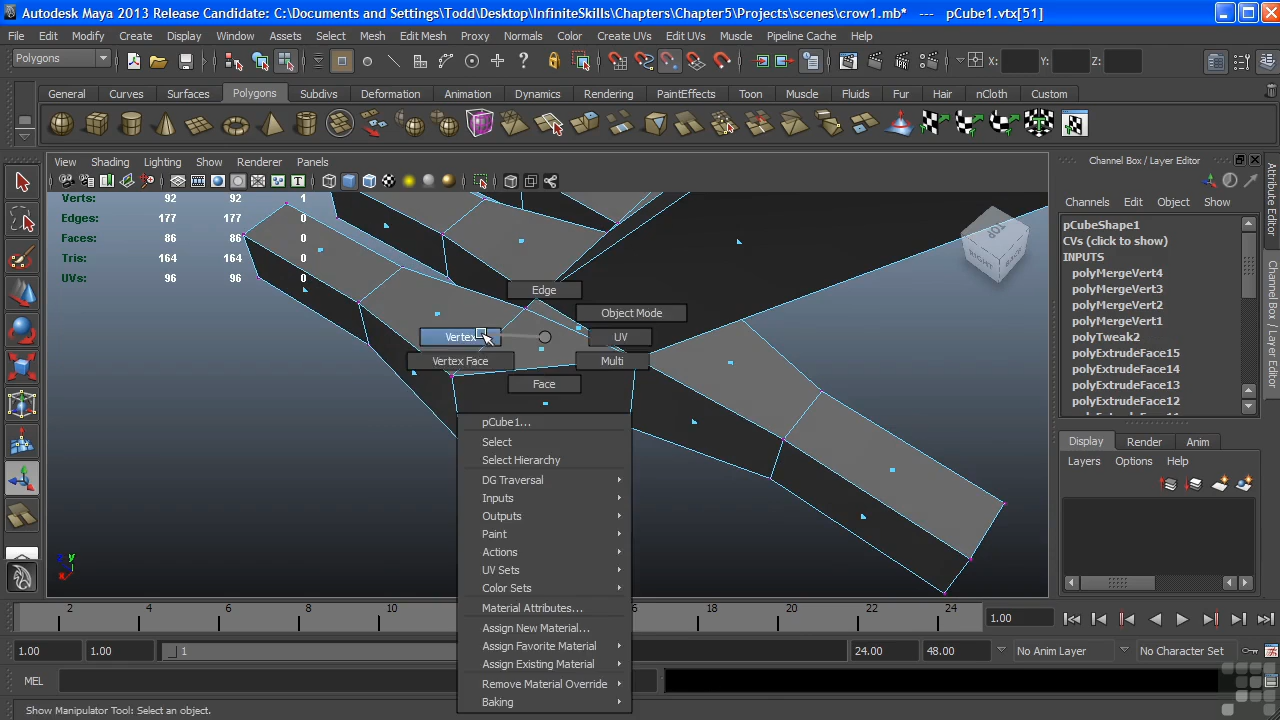 Autodesk Maya 2013 Release Candidate: C:\Documents and Settings\Todd\Desktop\InfiniteSkills\Chapters\Chapter5\Projects\scenes\crow1.mb* --- pCube1.vtx[51]
File Edit Modify Create Display Window Assets Select Mesh Edit Mesh Proxy Normals Color Create UVs Edit UVs Muscle Pipeline Cache Help
Polygons X: Y: Z:
General Curves Surfaces Polygons Subdivs Deformation Animation Dynamics Rendering PaintEffects Toon Muscle Fluids Fur Hair nCloth Custom
View Shading Lighting Show Renderer Panels
Verts: 92 92 1
Edges: 177 177 0
Faces: 86 86 0
Tris: 164 164 0
UVs: 96 96 0
TOP
RIGHT
Edge
Object Mode
Vertex
UV
Vertex Face
Multi
Face
pCube1...
Select
Select Hierarchy
DG Traversal
Inputs
Outputs
Paint
Actions
UV Sets
Color Sets
Material Attributes...
Assign New Material...
Assign Favorite Material
Assign Existing Material
Remove Material Override
Baking
Channel Box / Layer Editor
Channels Edit Object Show
pCubeShape1
CVs (click to show)
INPUTS
polyMergeVert4
polyMergeVert3
polyMergeVert2
polyMergeVert1
polyTweak2
polyExtrudeFace15
polyExtrudeFace14
polyExtrudeFace13
polyExtrudeFace12
Attribute Editor
Channel Box / Layer Editor
Display Render Anim
Layers Options Help
y
2 4 6 8 10 18 20 22 24 1.00
1.00 1.00 1 24.00 48.00 No Anim Layer No Character Set
MEL
Show Manipulator Tool: Select an object.